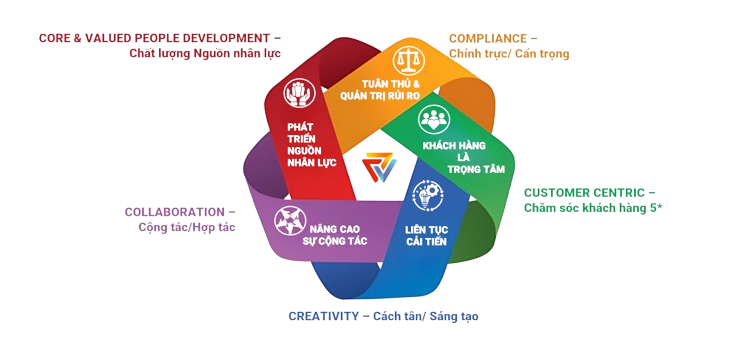 CORE & VALUED PEOPLE DEVELOPMENT –
Chất lượng Nguồn nhân lực
COMPLIANCE –
Chính trực/ Cẩn trọng
TUÂN THỦ &
QUẢN TRỊ RỦI RO
PHÁT
TRIỂN
NGUỒN
NHÂN LỰC
KHÁCH HÀNG
LÀ
TRỌNG TÂM
CUSTOMER CENTRIC –
Chăm sóc khách hàng 5*
COLLABORATION –
Cộng tác/Hợp tác
NÂNG CAO
SỰ CỘNG TÁC
LIÊN TỤC
CẢI TIẾN
CREATIVITY – Cách tân/ Sáng tạo